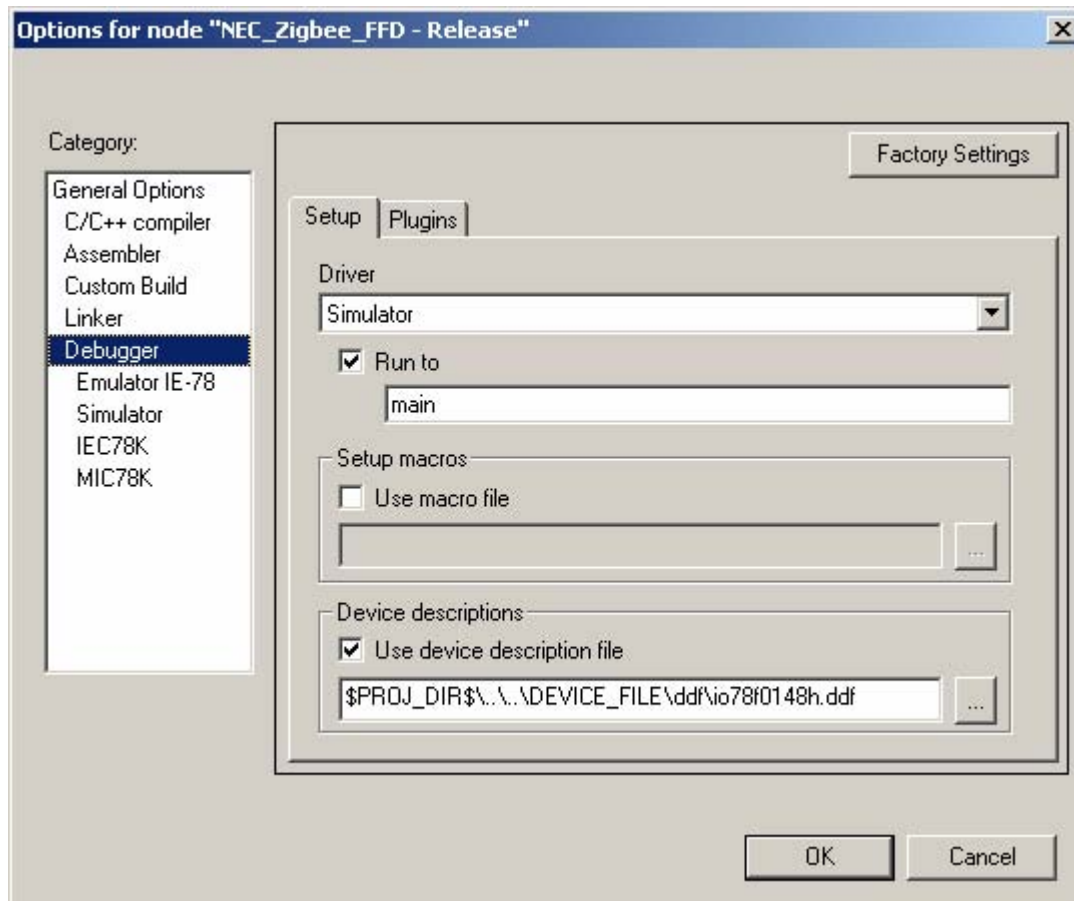 Options for node "NEC_Zigbee_FFD - Release"
Category:
General Options
C/C++ compiler
Assembler
Custom Build
Linker
Debugger
Emulator IE-78
Simulator
IEC78K
MIC78K
Factory Settings
Setup
Plugins
Driver
Simulator
Run to
main
Setup macros
Use macro file
...
Device descriptions
Use device description file
$PROJ_DIR$\..\..\DEVICE_FILE\ddf\io78f0148h.ddf
...
OK
Cancel